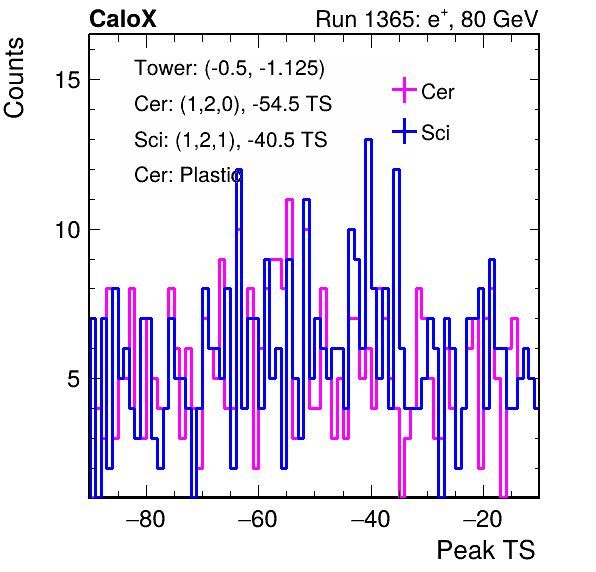 CaloX Run 1365: e⁺, 80 GeV
Counts
Tower: (-0.5, -1.125)
Cer: (1,2,0), -54.5 TS
Sci: (1,2,1), -40.5 TS
Cer: Plastic
Cer
Sci
15
10
5
−80 −60 −40 −20
Peak TS